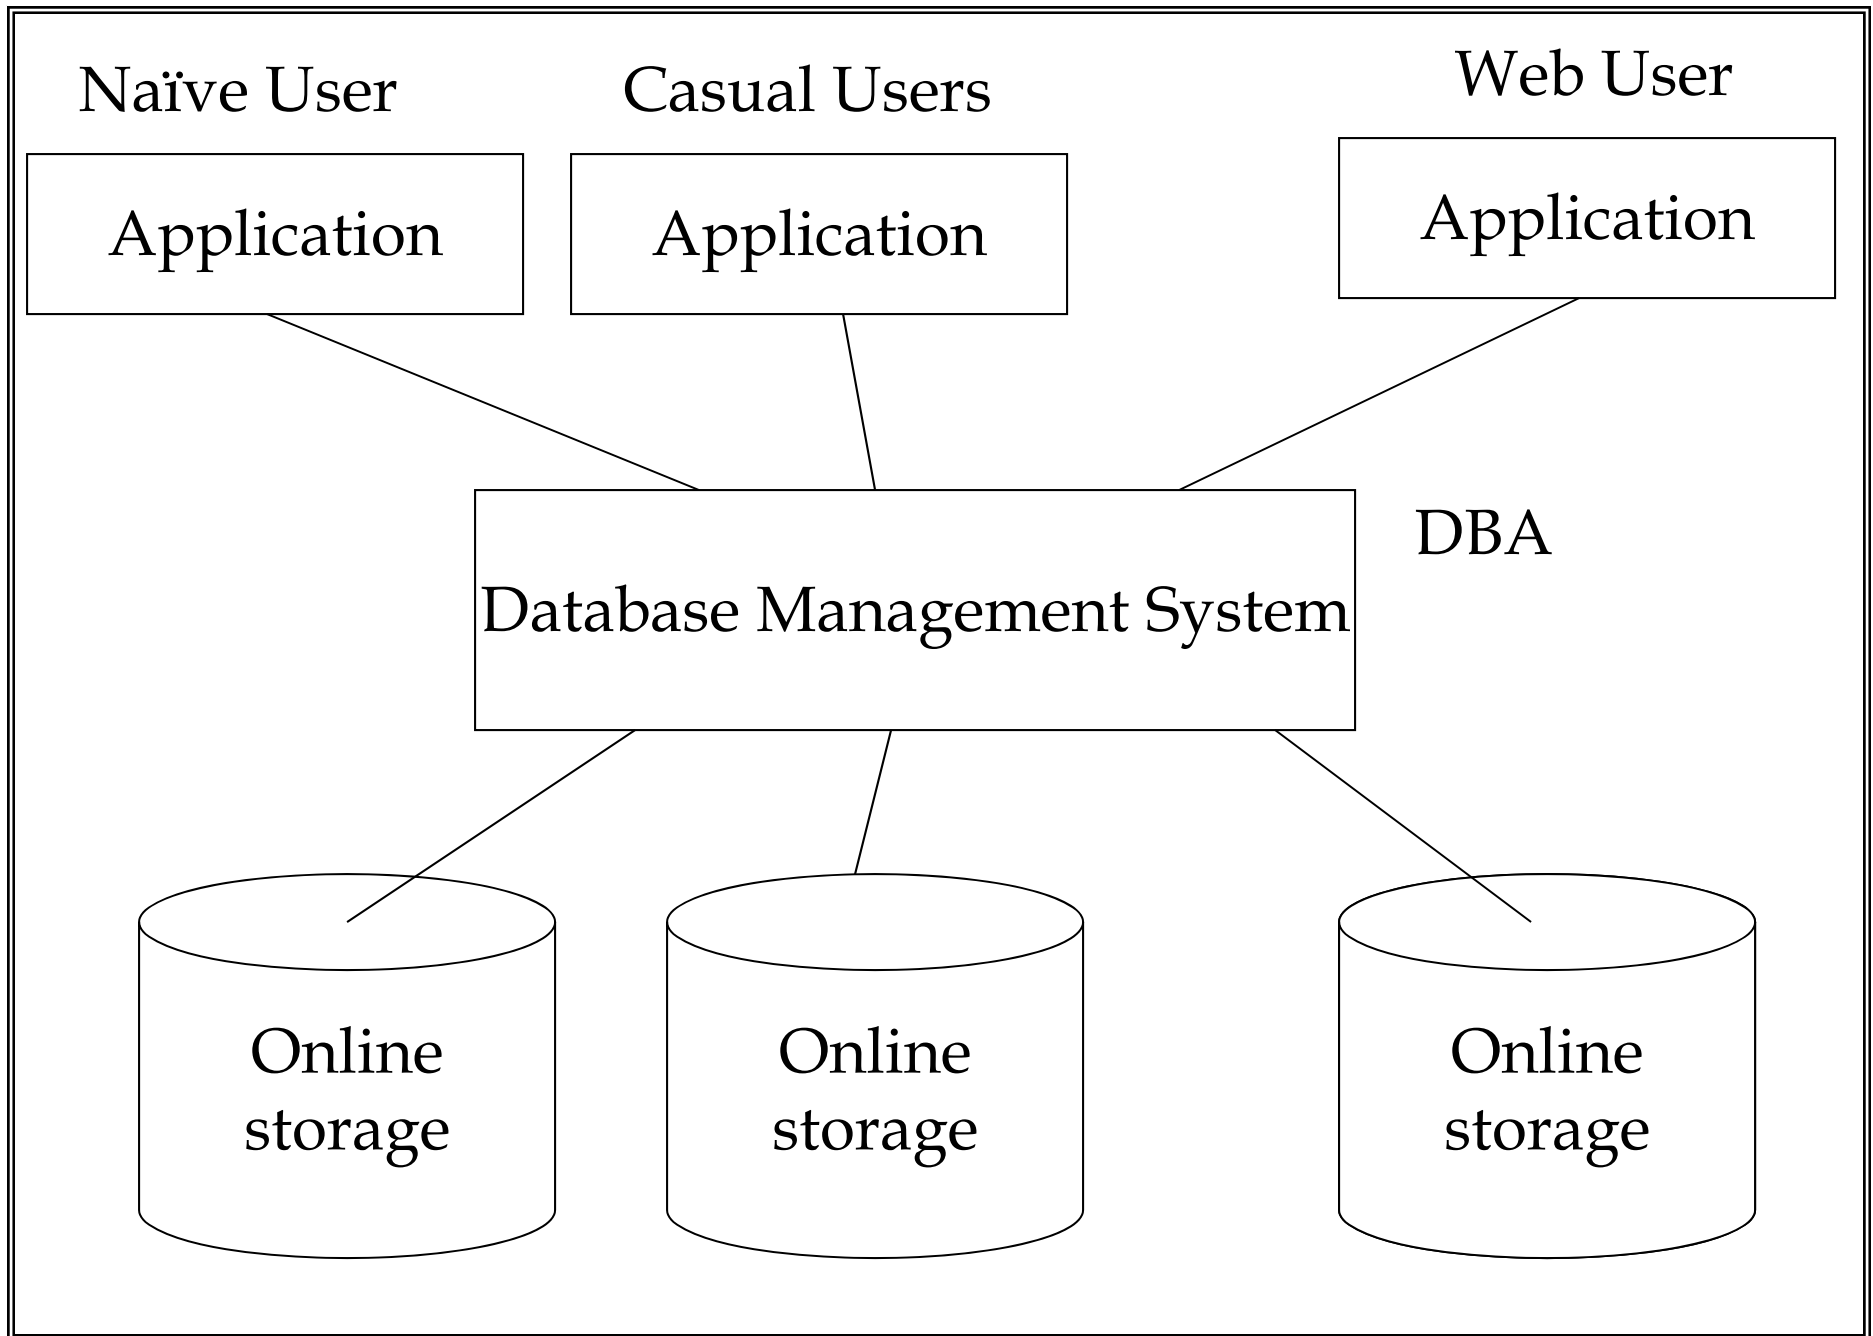 Naïve User
Casual Users
Web User
Application
Application
Application
DBA
Database Management System
Online
storage
Online
storage
Online
storage